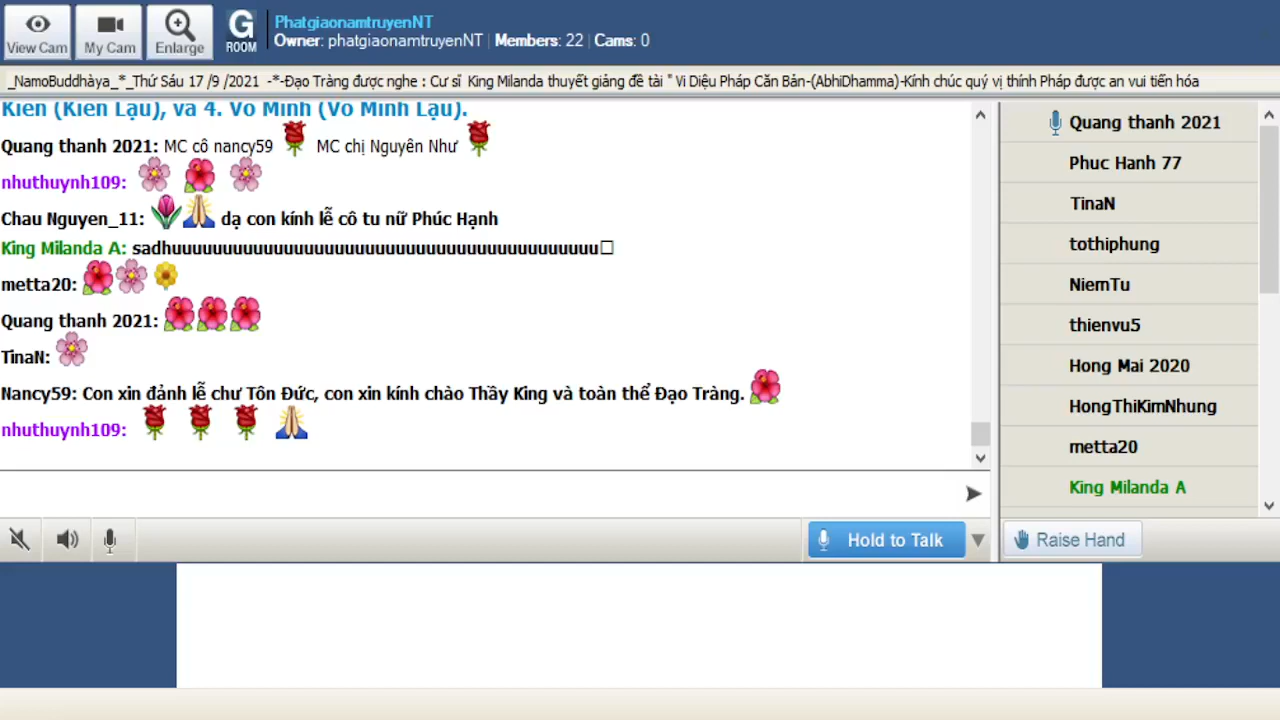 View Cam
My Cam
Enlarge
G
ROOM
PhatgiaonamtruyenNT
Owner: phatgiaonamtruyenNT | Members: 22 | Cams: 0
_NamoBuddhàya_*_Thứ Sáu 17 /9 /2021 -*-Đạo Tràng được nghe : Cư sĩ King Milanda thuyết giảng đề tài " Vi Diệu Pháp Căn Bản-(AbhiDhamma)-Kính chúc quý vị thính Pháp được an vui tiến hóa
Kiến (Kiến Lậu), và 4. Vô Minh (Vô Minh Lậu).
Quang thanh 2021: MC cô nancy59 MC chị Nguyên Như
nhuthuynh109:
Chau Nguyen_11: dạ con kính lễ cô tu nữ Phúc Hạnh
King Milanda A: sadhuuuuuuuuuuuuuuuuuuuuuuuuuuuuuuuuuuuuuuuuuu
metta20:
Quang thanh 2021:
TinaN:
Nancy59: Con xin đảnh lễ chư Tôn Đức, con xin kính chào Thầy King và toàn thể Đạo Tràng.
nhuthuynh109:
Hold to Talk
Quang thanh 2021
Phuc Hanh 77
TinaN
tothiphung
NiemTu
thienvu5
Hong Mai 2020
HongThiKimNhung
metta20
King Milanda A
Raise Hand